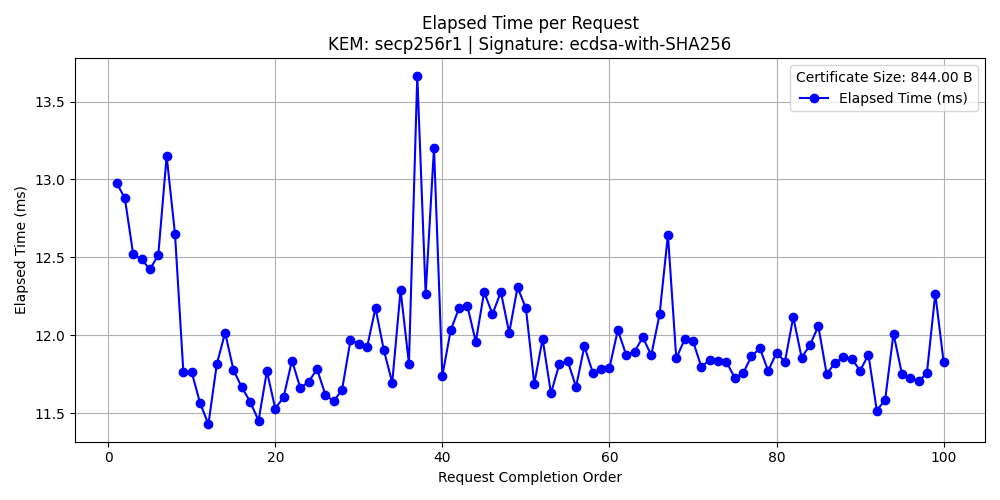 Elapsed Time per Request
KEM: secp256r1 | Signature: ecdsa-with-SHA256
Certificate Size: 844.00 B
Elapsed Time (ms)
Elapsed Time (ms)
13.5
13.0
12.5
12.0
11.5
0
20
40
60
80
100
Request Completion Order